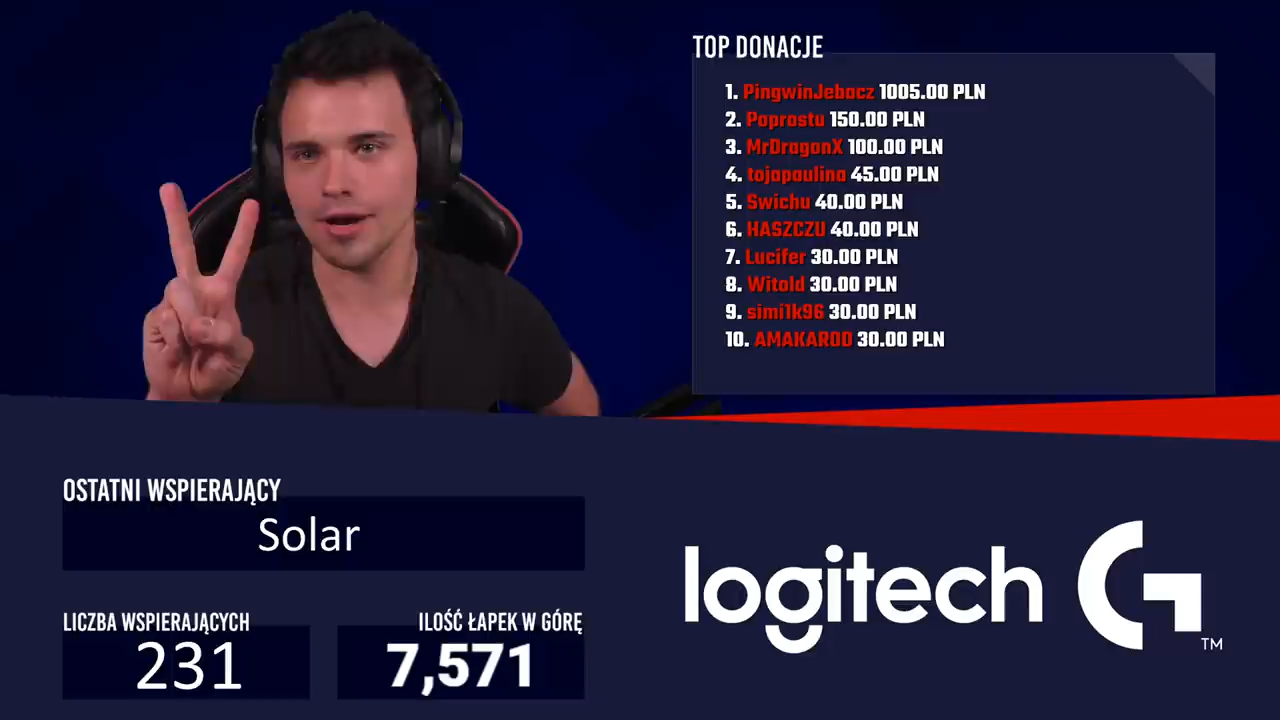 TOP DONACJE
1. PingwinJebacz 1005.00 PLN
2. Poprostu 150.00 PLN
3. MrDragonX 100.00 PLN
4. tojapaulina 45.00 PLN
5. Swichu 40.00 PLN
6. HASZCZU 40.00 PLN
7. Lucifer 30.00 PLN
8. Witold 30.00 PLN
9. simi1k96 30.00 PLN
10. AMAKAROO 30.00 PLN
OSTATNI WSPIERAJĄCY
Solar
LICZBA WSPIERAJĄCYCH
231
ILOŚĆ ŁAPEK W GÓRĘ
7,571
logitech G
TM